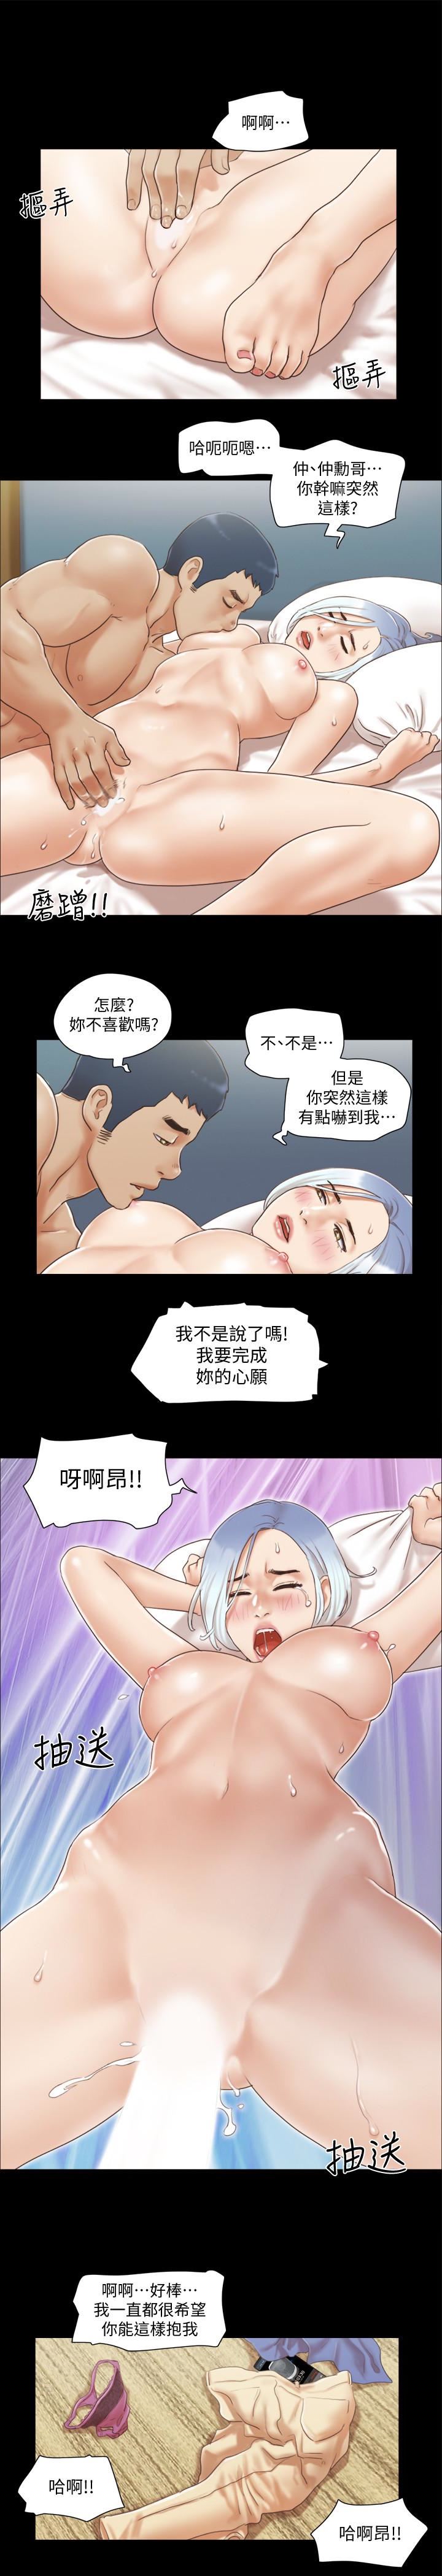 啊啊⋯
摳弄
摳弄
哈呃呃嗯⋯
仲、仲勳哥⋯
你幹嘛突然
這樣?
磨蹭!!
怎麼?
妳不喜歡嗎?
不、不是⋯
但是
你突然這樣
有點嚇到我⋯
我不是說了嗎!
我要完成
妳的心願
呀啊昂!!
抽送
抽送
啊啊⋯好棒⋯
我一直都很希望
你能這樣抱我
哈啊!!
哈啊昂!!